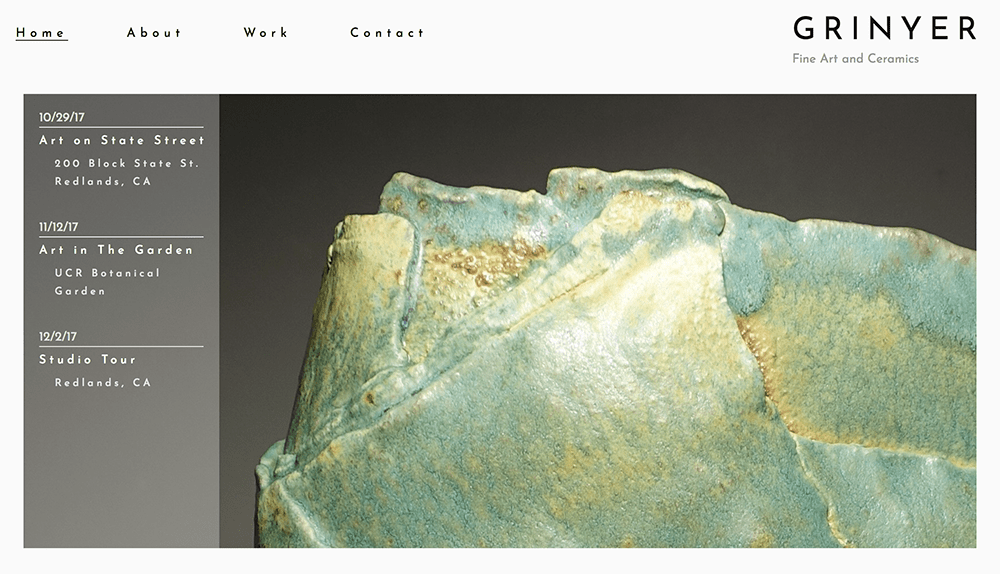 Home About Work Contact
GRINYER
Fine Art and Ceramics
10/29/17
Art on State Street
200 Block State St.
Redlands, CA
11/12/17
Art in The Garden
UCR Botanical
Garden
12/2/17
Studio Tour
Redlands, CA